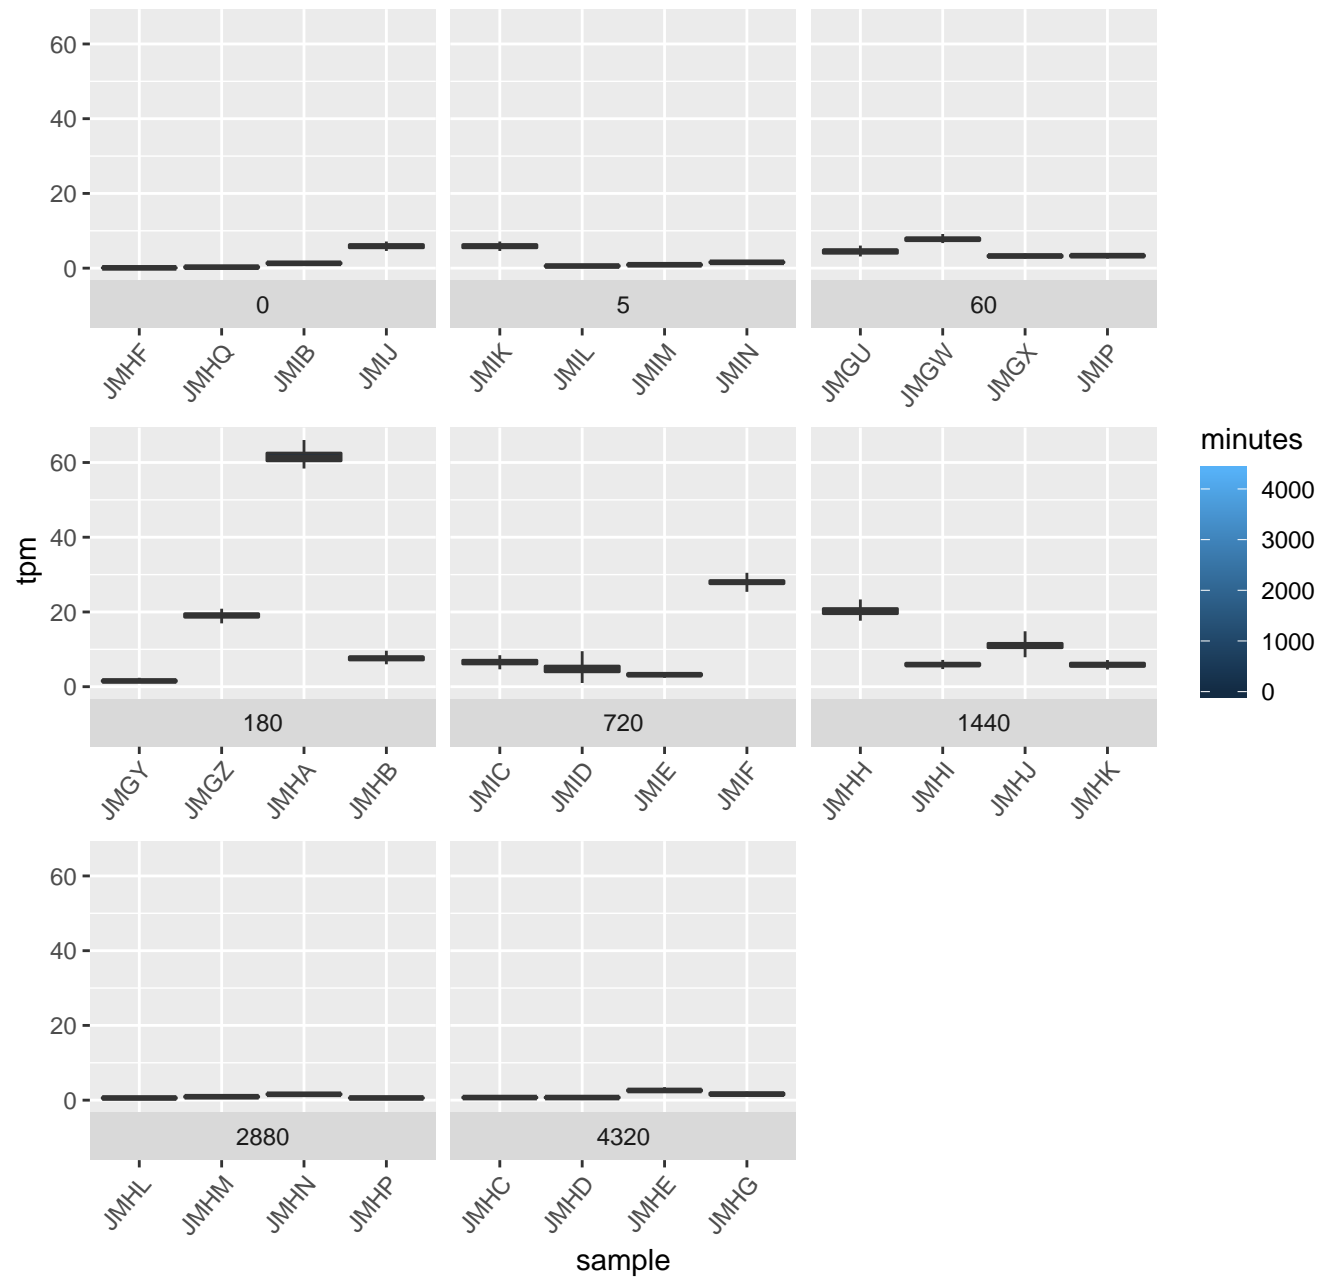 60
40
20
0
0 5 60
JMHF JMHQ JMIB JMIJ JMIK JMIL JMIM JMIN JMGU JMGW JMGX JMIP
60
40
20
0
180 720 1440
JMGY JMGZ JMHA JMHB JMIC JMID JMIE JMIF JMHH JMHI JMHJ JMHK
60
40
20
0
2880 4320
JMHL JMHM JMHN JMHP JMHC JMHD JMHE JMHG
sample
tpm
minutes
4000
3000
2000
1000
0